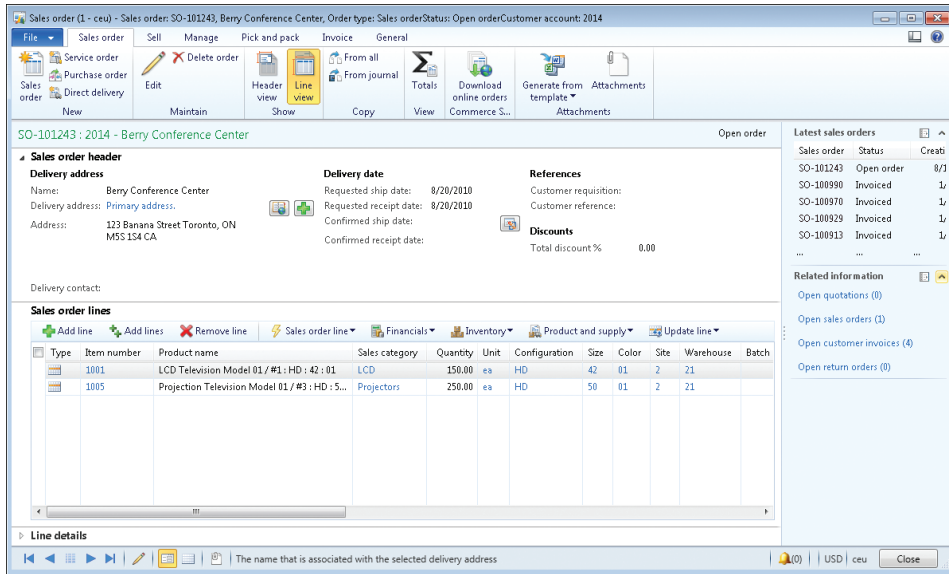 Sales order (1 - ceu) - Sales order: SO-101243, Berry Conference Center, Order type: Sales orderStatus: Open orderCustomer account: 2014
File Sales order Sell Manage Pick and pack Invoice General
Sales order
Service order
Purchase order
Direct delivery
New
Edit
Delete order
Maintain
Header view
Line view
Show
From all
From journal
Copy
Totals
View
Download online orders
Commerce S...
Generate from template
Attachments
Attachments
SO-101243 : 2014 - Berry Conference Center
Open order
Sales order header
Delivery address
Name: Berry Conference Center
Delivery address: Primary address.
Address: 123 Banana Street Toronto, ON
M5S 1S4 CA
Delivery contact:
Delivery date
Requested ship date: 8/20/2010
Requested receipt date: 8/20/2010
Confirmed ship date:
Confirmed receipt date:
References
Customer requisition:
Customer reference:
Discounts
Total discount % 0.00
Sales order lines
Add line Add lines Remove line Sales order line Financials Inventory Product and supply Update line
Type Item number Product name Sales category Quantity Unit Configuration Size Color Site Warehouse Batch
1001 LCD Television Model 01 / #1 : HD : 42 : 01 LCD 150.00 ea HD 42 01 2 21
1005 Projection Television Model 01 / #3 : HD : 5... Projectors 250.00 ea HD 50 01 2 21
Line details
Latest sales orders
Sales order Status Creati
SO-101243 Open order 8/1
SO-100990 Invoiced 1/
SO-100970 Invoiced 1/
SO-100929 Invoiced 1/
SO-100913 Invoiced 1/
... ... ...
Related information
Open quotations (0)
Open sales orders (1)
Open customer invoices (4)
Open return orders (0)
The name that is associated with the selected delivery address
(0) USD ceu Close